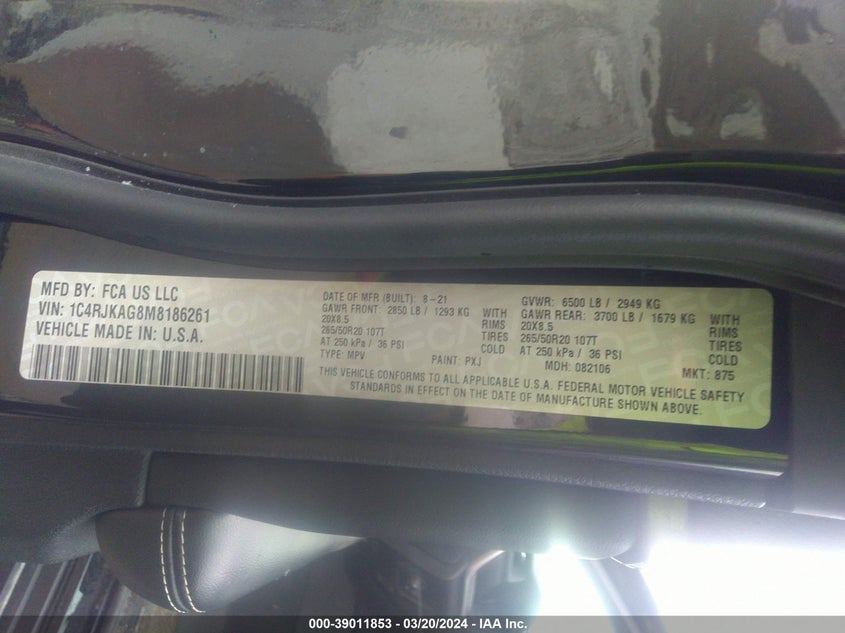 MFD BY: FCA US LLC
VIN: 1C4RJKAG8M8186261
VEHICLE MADE IN: U.S.A.
DATE OF MFR (BUILT): 8-21
GAWR FRONT: 2850 LB / 1293 KG WITH
20X8.5 RIMS
265/50R20 107T TIRES
AT 250 kPa / 36 PSI COLD
TYPE: MPV PAINT: PXJ
GVWR: 6500 LB / 2949 KG
GAWR REAR: 3700 LB / 1679 KG WITH
20X8.5 RIMS
265/50R20 107T TIRES
AT 250 kPa / 36 PSI COLD
MDH: 082106 MKT: 875
THIS VEHICLE CONFORMS TO ALL APPLICABLE U.S.A. FEDERAL MOTOR VEHICLE SAFETY
STANDARDS IN EFFECT ON THE DATE OF MANUFACTURE SHOWN ABOVE.
000-39011853 - 03/20/2024 - IAA Inc.